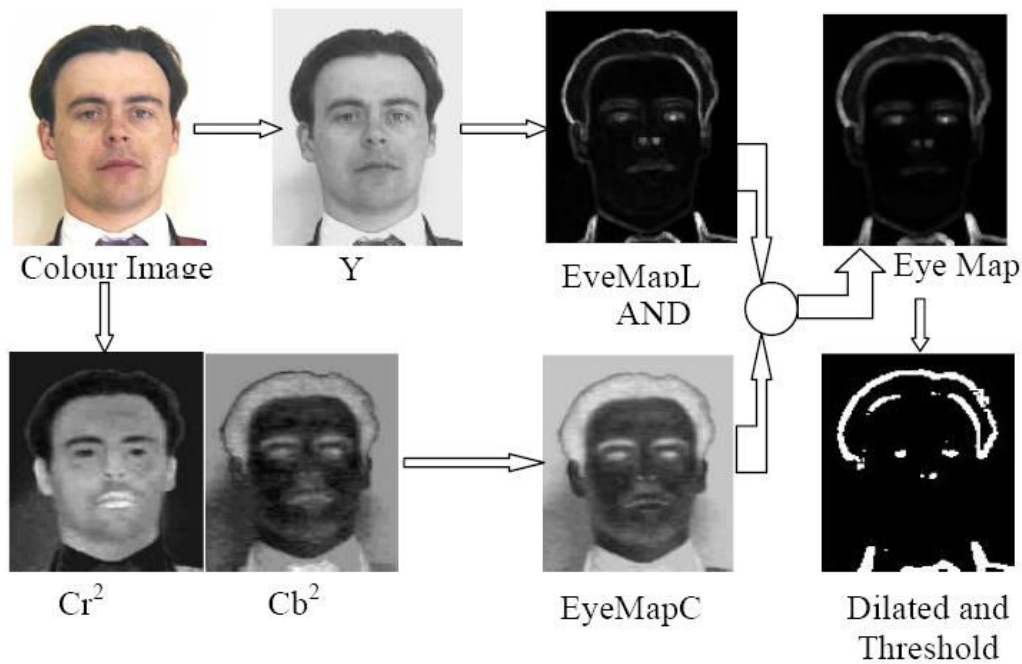 Colour Image
Y
EyeMapL
AND
Eye Map
Cr²
Cb²
EyeMapC
Dilated and
Threshold